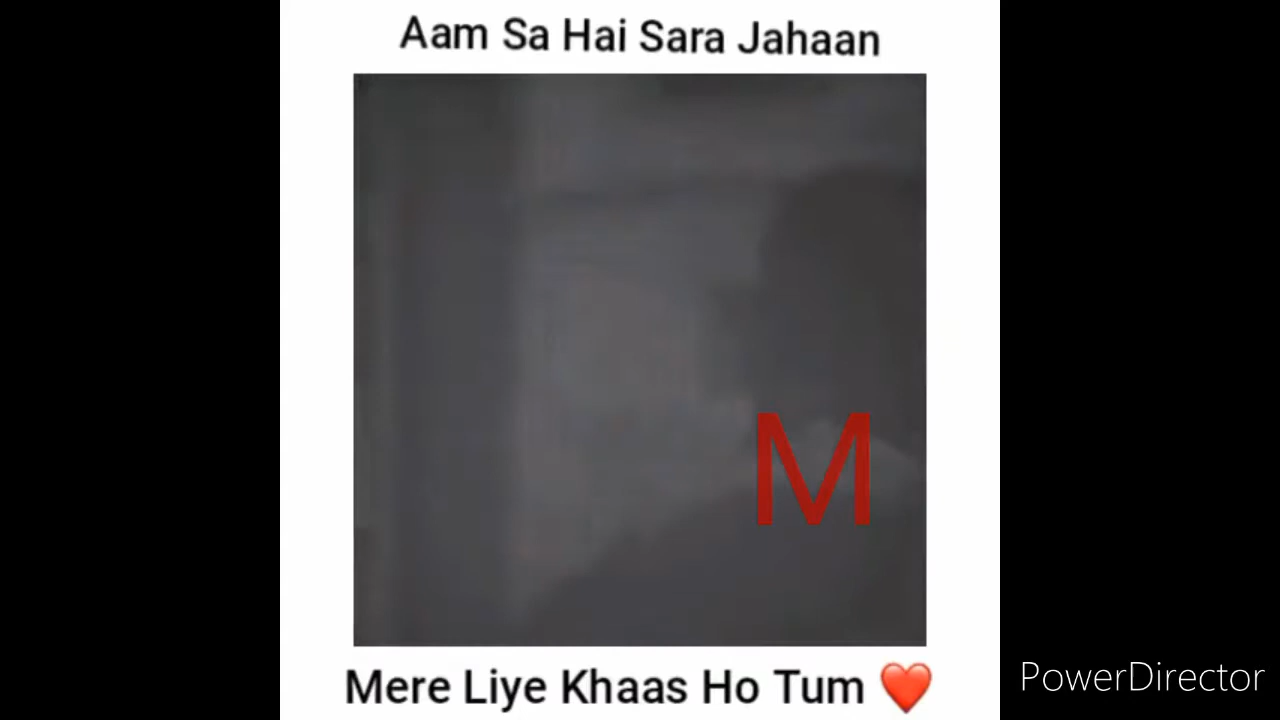 Aam Sa Hai Sara Jahaan
M
Mere Liye Khaas Ho Tum ❤️
PowerDirector